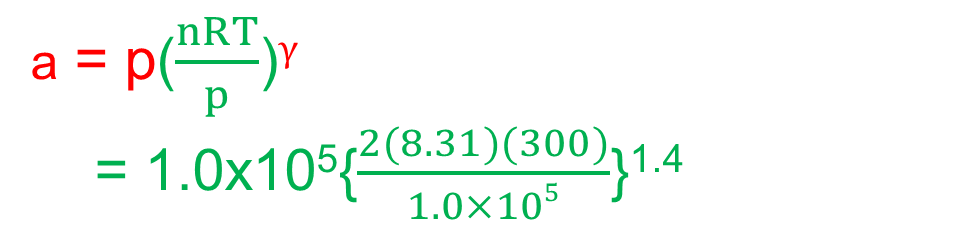 a = p(nRT/p)^γ
= 1.0x10^5{2(8.31)(300)/1.0×10^5}^1.4